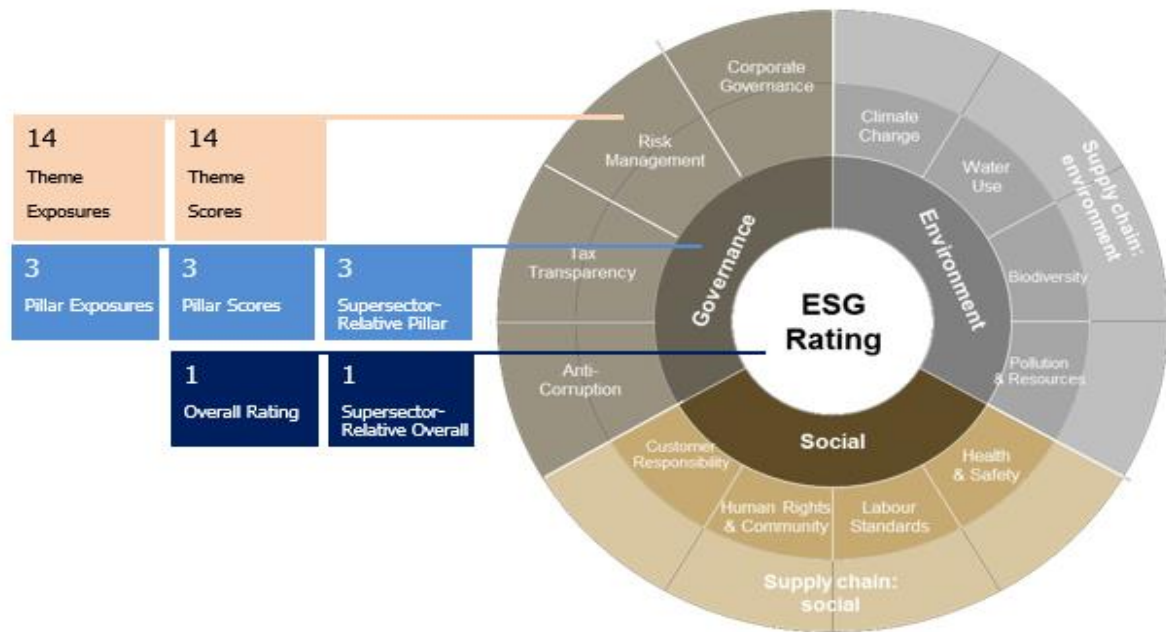 14
Theme
Exposures
14
Theme
Scores
3
Pillar Exposures
3
Pillar Scores
3
Supersector-
Relative Pillar
1
Overall Rating
1
Supersector-
Relative Overall
Corporate
Governance
Risk
Management
Tax
Transparency
Anti-
Corruption
Governance
Climate
Change
Water
Use
Biodiversity
Pollution
& Resources
Environment
Supply chain:
environment
ESG
Rating
Social
Customer
Responsibility
Human Rights
& Community
Labour
Standards
Health
& Safety
Supply chain:
social